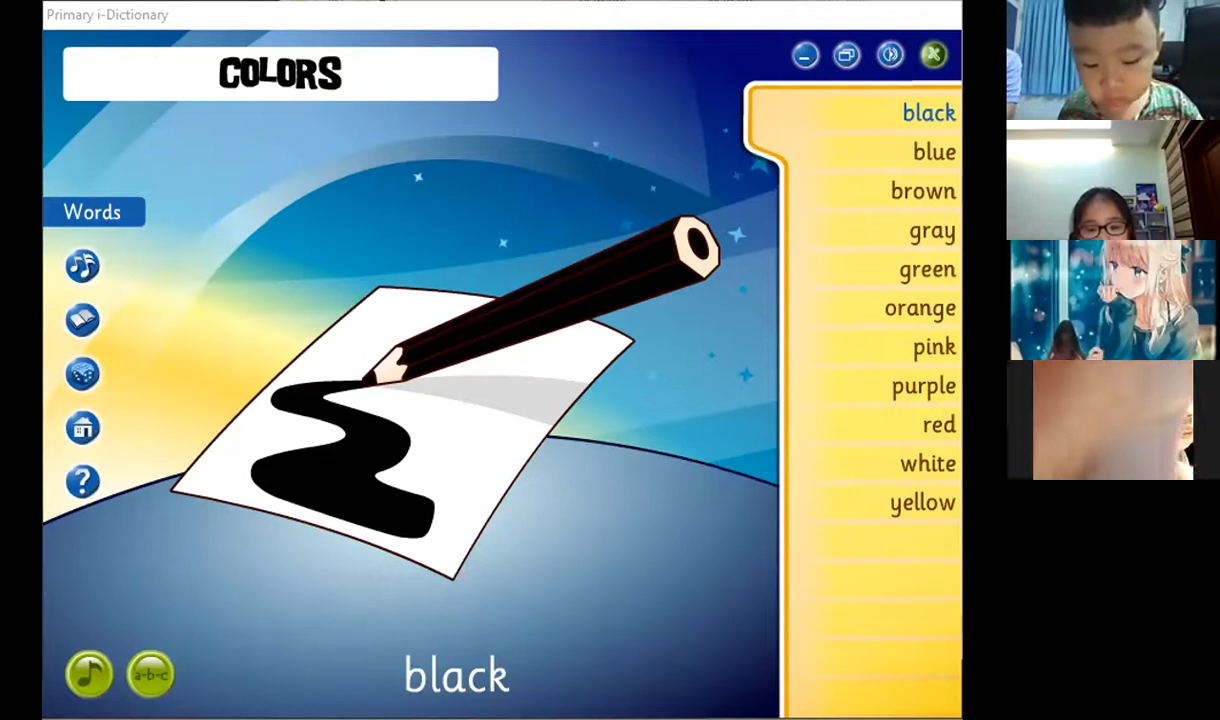 Primary i-Dictionary
COLORS
Words
?
a-b-c
black
black
blue
brown
gray
green
orange
pink
purple
red
white
yellow